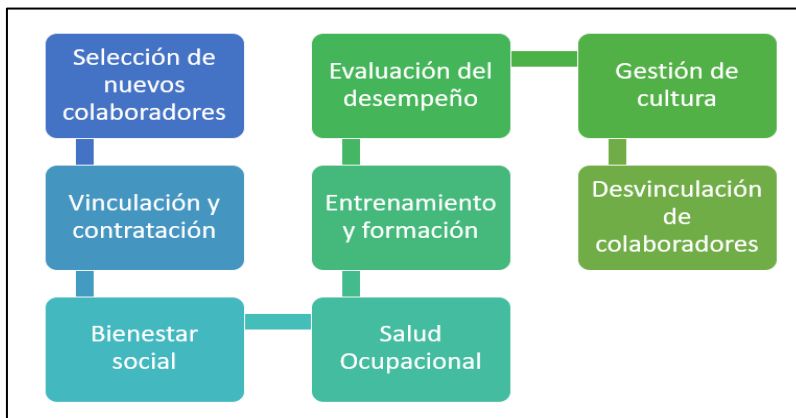 Selección de
nuevos
colaboradores
Vinculación y
contratación
Bienestar
social
Salud
Ocupacional
Entrenamiento
y formación
Evaluación del
desempeño
Gestión de
cultura
Desvinculación
de
colaboradores